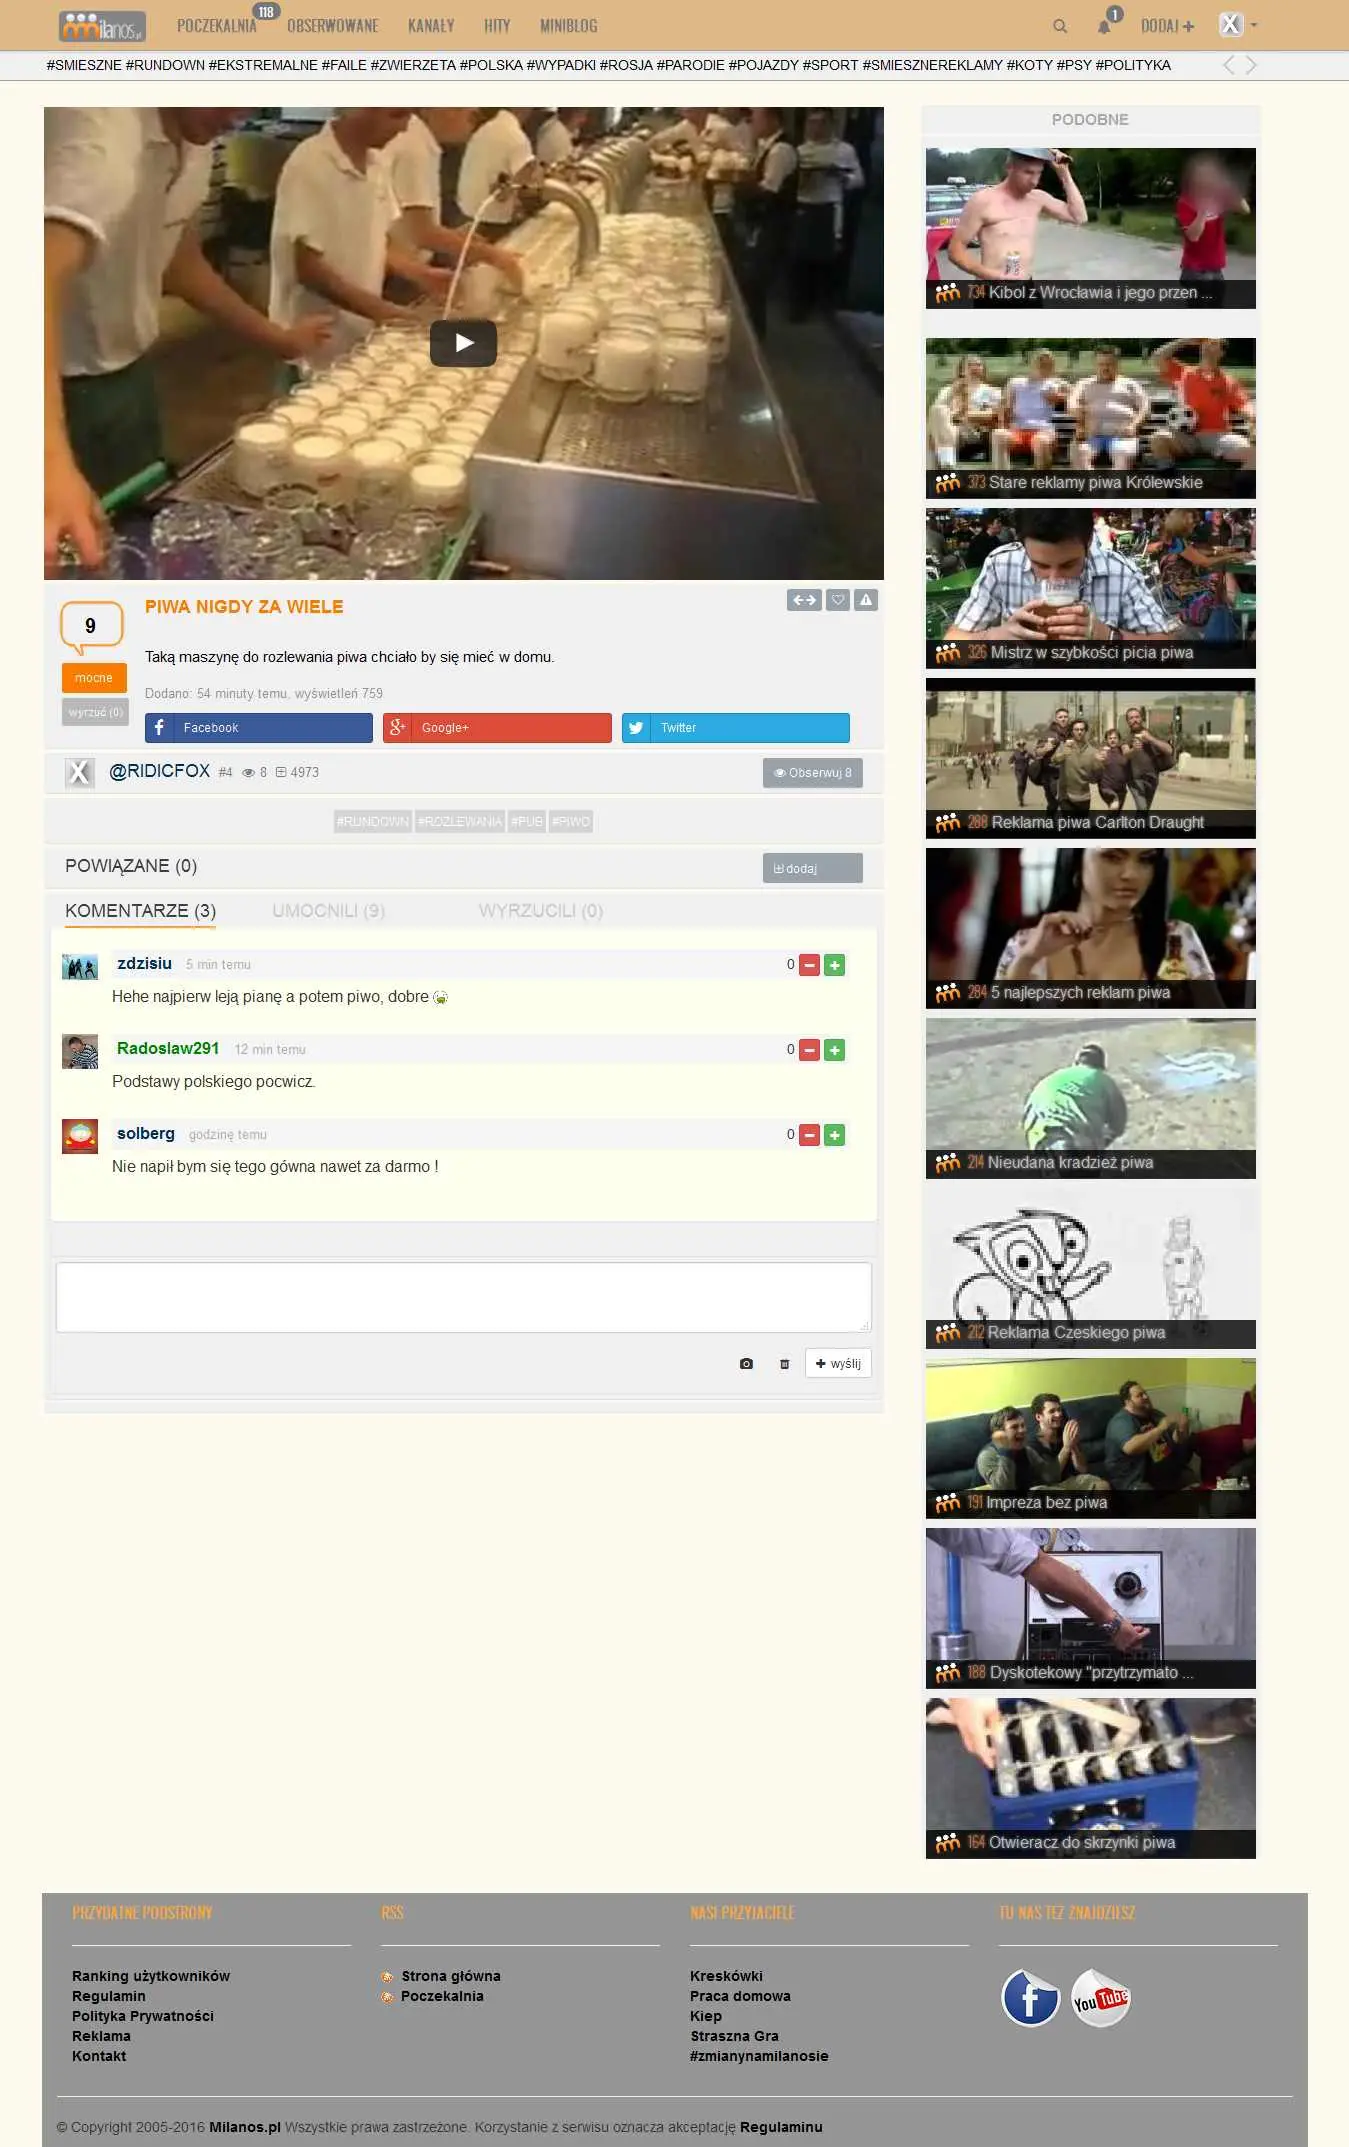 milanos.pl POCZEKALNIA 118 OBSERWOWANE KANAŁY HITY MINIBLOG 1 DODAJ X
#SMIESZNE #RUNDOWN #EKSTREMALNE #FAILE #ZWIERZETA #POLSKA #WYPADKI #ROSJA #PARODIE #POJAZDY #SPORT #SMIESZNEREKLAMY #KOTY #PSY #POLITYKA
9
PIWA NIGDY ZA WIELE
Taką maszynę do rozlewania piwa chciało by się mieć w domu.
mocne
wyrzuć (0)
Dodano: 54 minuty temu, wyświetleń 759
Facebook Google+ Twitter
X @RIDICFOX #4 8 4973 Obserwuj 8
#RUNDOWN #ROZLEWANIA #PUB #PIWO
POWIĄZANE (0) dodaj
KOMENTARZE (3) UMOCNILI (9) WYRZUCILI (0)
zdzisiu 5 min temu 0
Hehe najpierw leją pianę a potem piwo, dobre
Radoslaw291 12 min temu 0
Podstawy polskiego pocwicz.
solberg godzinę temu 0
Nie napił bym się tego gówna nawet za darmo !
wyślij
PODOBNE
734 Kibol z Wrocławia i jego przen ...
373 Stare reklamy piwa Królewskie
326 Mistrz w szybkości picia piwa
288 Reklama piwa Carlton Draught
284 5 najlepszych reklam piwa
214 Nieudana kradzież piwa
212 Reklama Czeskiego piwa
191 Impreza bez piwa
188 Dyskotekowy "przytrzymato ...
164 Otwieracz do skrzynki piwa
PRZYDATNE PODSTRONY
Ranking użytkowników
Regulamin
Polityka Prywatności
Reklama
Kontakt
RSS
Strona główna
Poczekalnia
NASI PRZYJACIELE
Kreskówki
Praca domowa
Kiep
Straszna Gra
#zmianynamilanosie
TU NAS TEŻ ZNAJDZIESZ
f You Tube
© Copyright 2005-2016 Milanos.pl Wszystkie prawa zastrzeżone. Korzystanie z serwisu oznacza akceptację Regulaminu